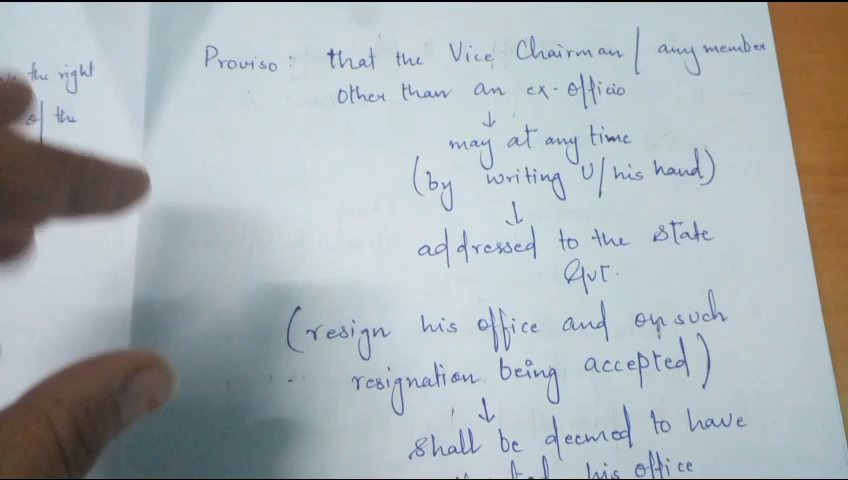 the right
of the
Proviso: that the Vice Chairman / any member
other than an ex-officio
↓
may at any time
(by writing U/his hand)
↓
addressed to the state
Gvt.
(resign his office and on such
resignation being accepted)
↓
shall be deemed to have
his office